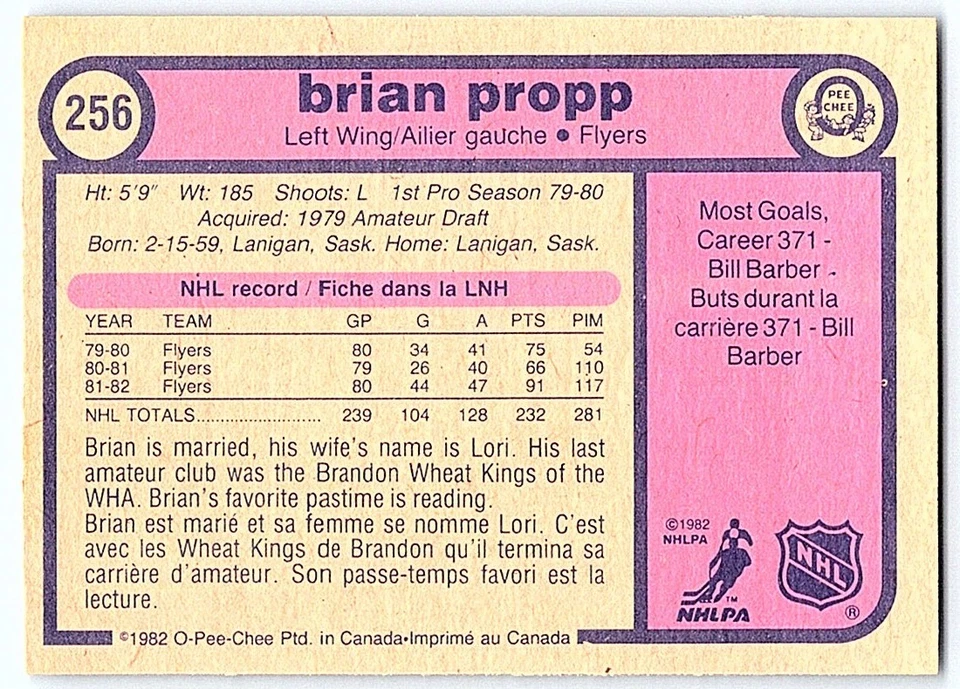 256
brian propp
Left Wing/Ailier gauche • Flyers
PEE
CHEE
Ht: 5'9" Wt: 185 Shoots: L 1st Pro Season 79-80
Acquired: 1979 Amateur Draft
Born: 2-15-59, Lanigan, Sask. Home: Lanigan, Sask.
NHL record / Fiche dans la LNH
YEAR TEAM GP G A PTS PIM
79-80 Flyers 80 34 41 75 54
80-81 Flyers 79 26 40 66 110
81-82 Flyers 80 44 47 91 117
NHL TOTALS......................... 239 104 128 232 281
Brian is married, his wife's name is Lori. His last
amateur club was the Brandon Wheat Kings of the
WHA. Brian's favorite pastime is reading.
Brian est marié et sa femme se nomme Lori. C'est
avec les Wheat Kings de Brandon qu'il termina sa
carrière d'amateur. Son passe-temps favori est la
lecture.
Most Goals,
Career 371 -
Bill Barber -
Buts durant la
carrière 371 - Bill
Barber
©1982
NHLPA
TM
NHLPA
NHL
®
©1982 O-Pee-Chee Ptd. in Canada•Imprimé au Canada